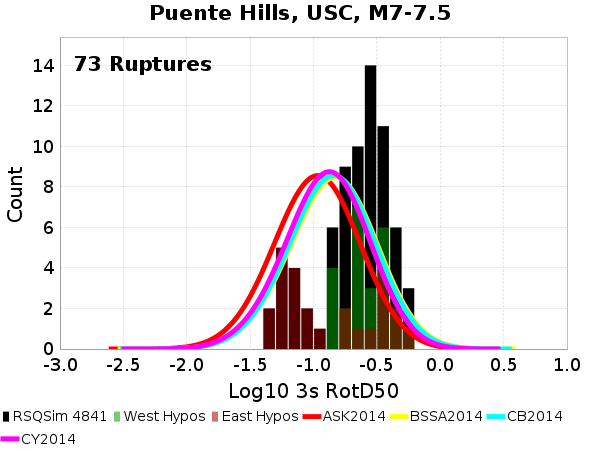 Puente Hills, USC, M7-7.5
73 Ruptures
Count
14
12
10
8
6
4
2
0
-3.0 -2.5 -2.0 -1.5 -1.0 -0.5 0.0 0.5 1.0
Log10 3s RotD50
RSQSim 4841 West Hypos East Hypos ASK2014 BSSA2014 CB2014
CY2014